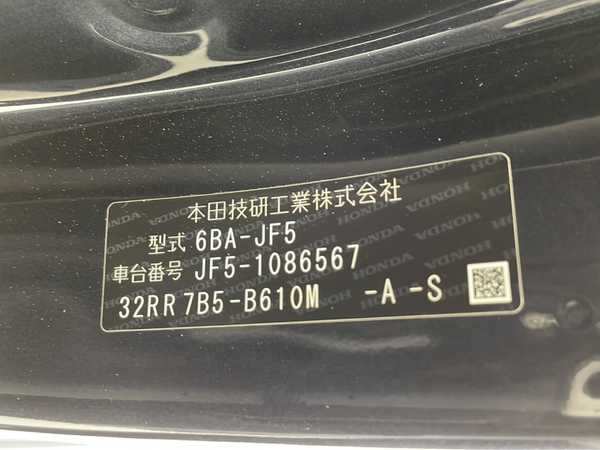 本田技研工業株式会社
型式 6BA-JF5
車台番号 JF5-1086567
32RR 7B5-B610M -A -S